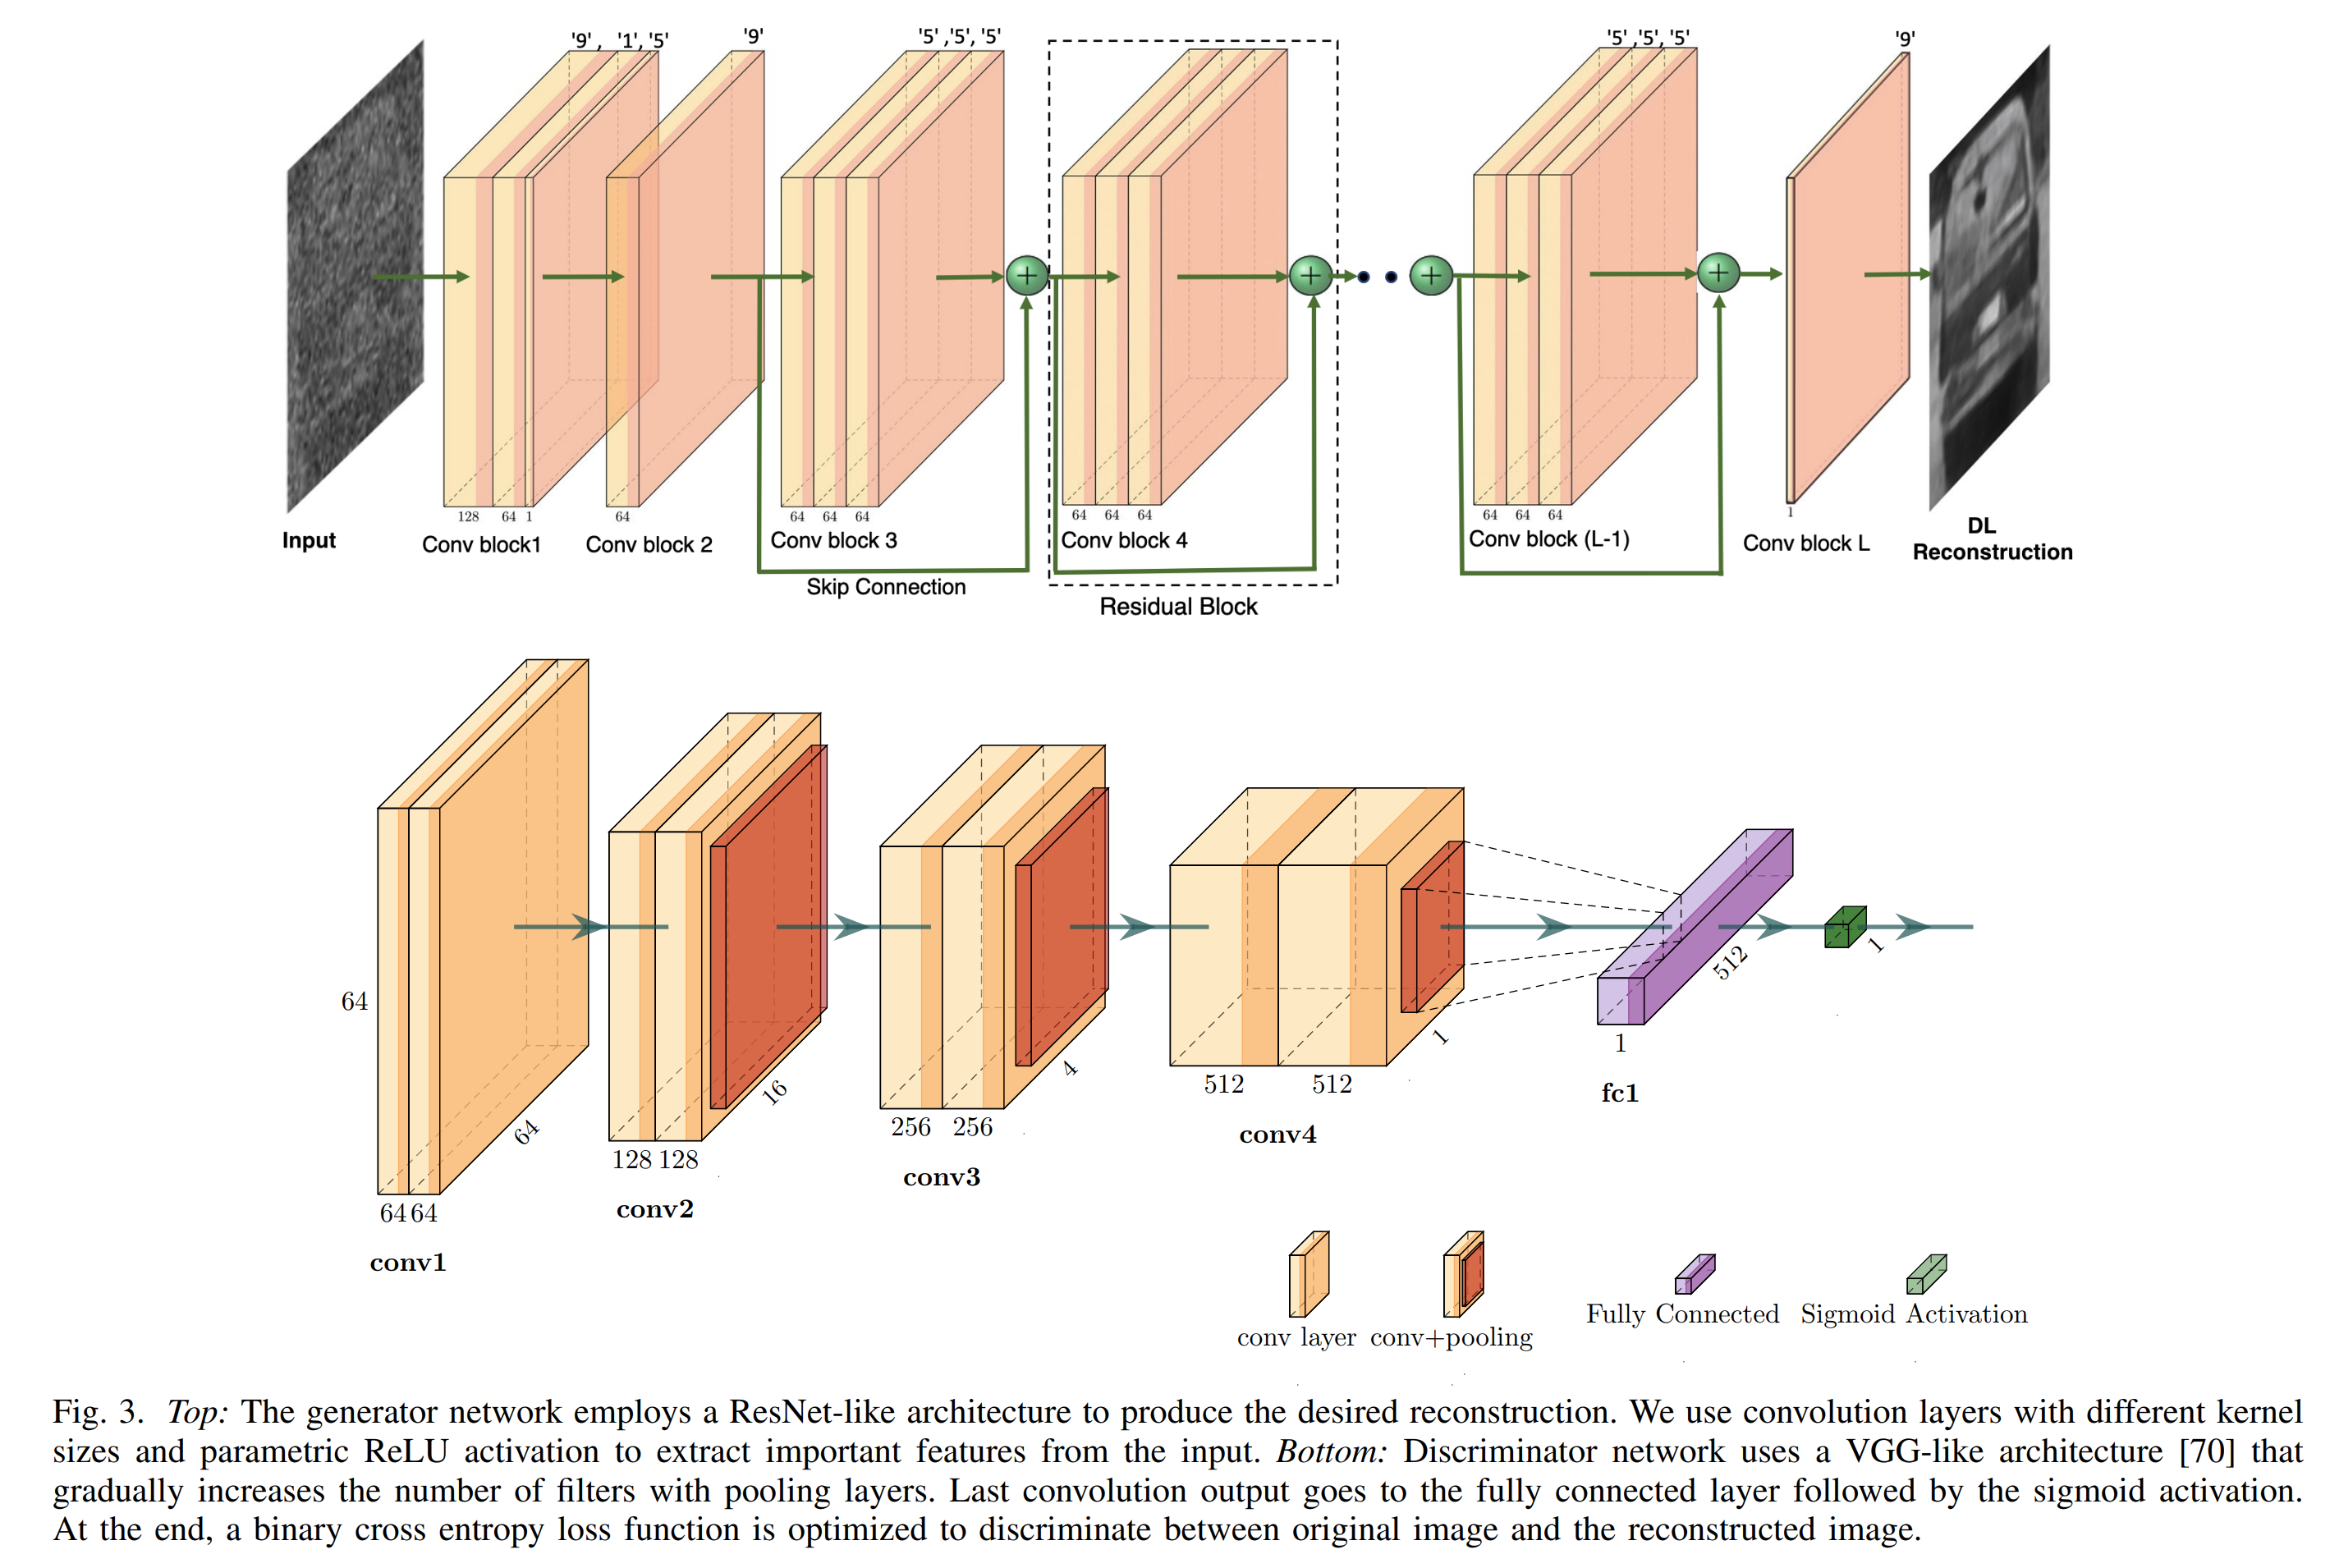 '9' , '1','5'
'9'
'5' ,'5', '5'
'5' ,'5', '5'
'9'
128 64 1
64
64 64 64
64 64 64
64 64 64
1
Input
Conv block1
Conv block 2
Conv block 3
Conv block 4
Conv block (L-1)
Conv block L
DL
Reconstruction
Skip Connection
Residual Block
64
64
64 64
conv1
16
128 128
conv2
4
256 256
conv3
1
512 512
conv4
512
1
fc1
1
conv layer
conv+pooling
Fully Connected
Sigmoid Activation
Fig. 3. Top: The generator network employs a ResNet-like architecture to produce the desired reconstruction. We use convolution layers with different kernel
sizes and parametric ReLU activation to extract important features from the input. Bottom: Discriminator network uses a VGG-like architecture [70] that
gradually increases the number of filters with pooling layers. Last convolution output goes to the fully connected layer followed by the sigmoid activation.
At the end, a binary cross entropy loss function is optimized to discriminate between original image and the reconstructed image.